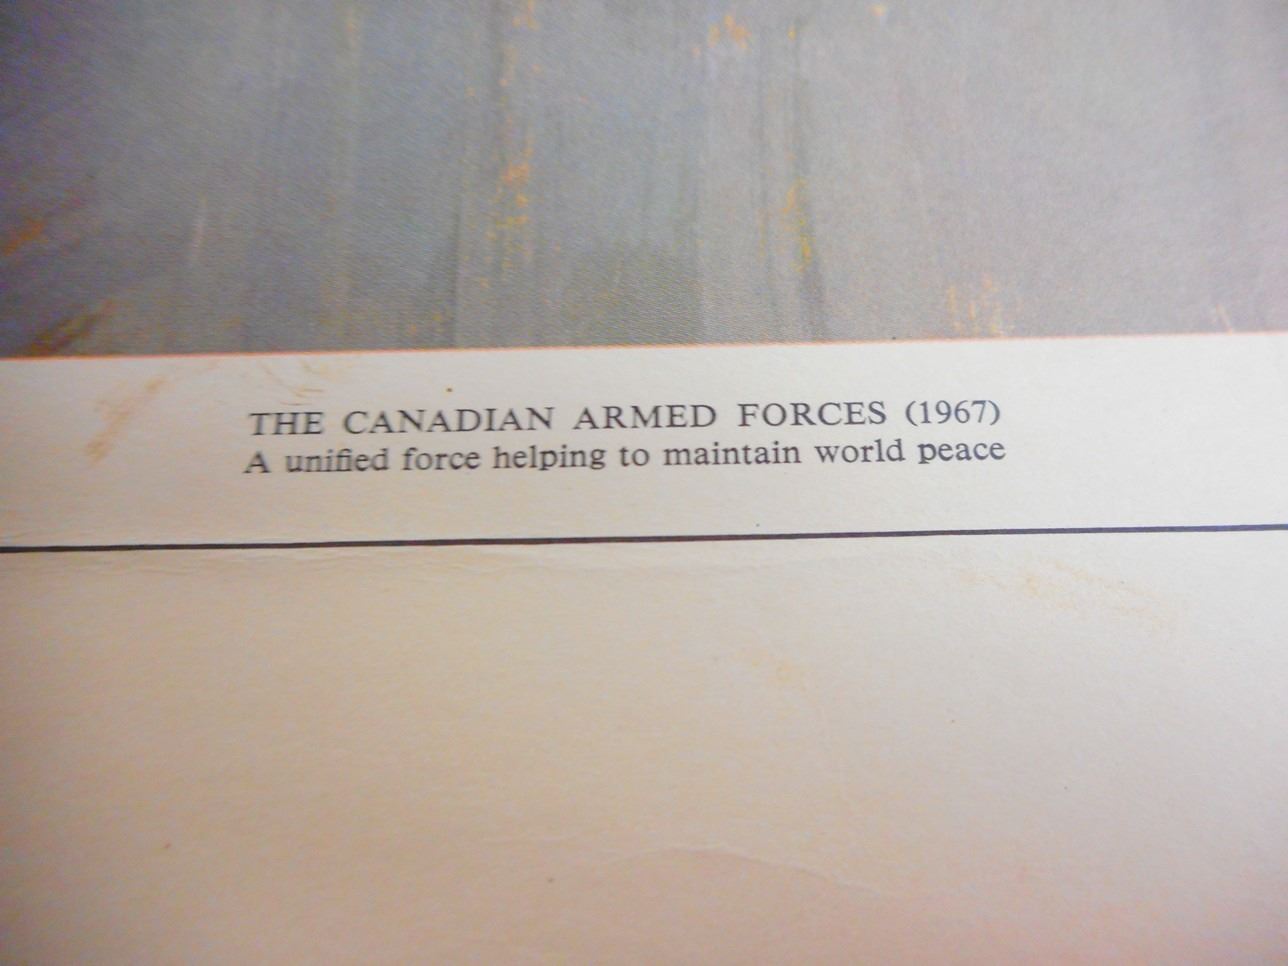 THE CANADIAN ARMED FORCES (1967)
A unified force helping to maintain world peace